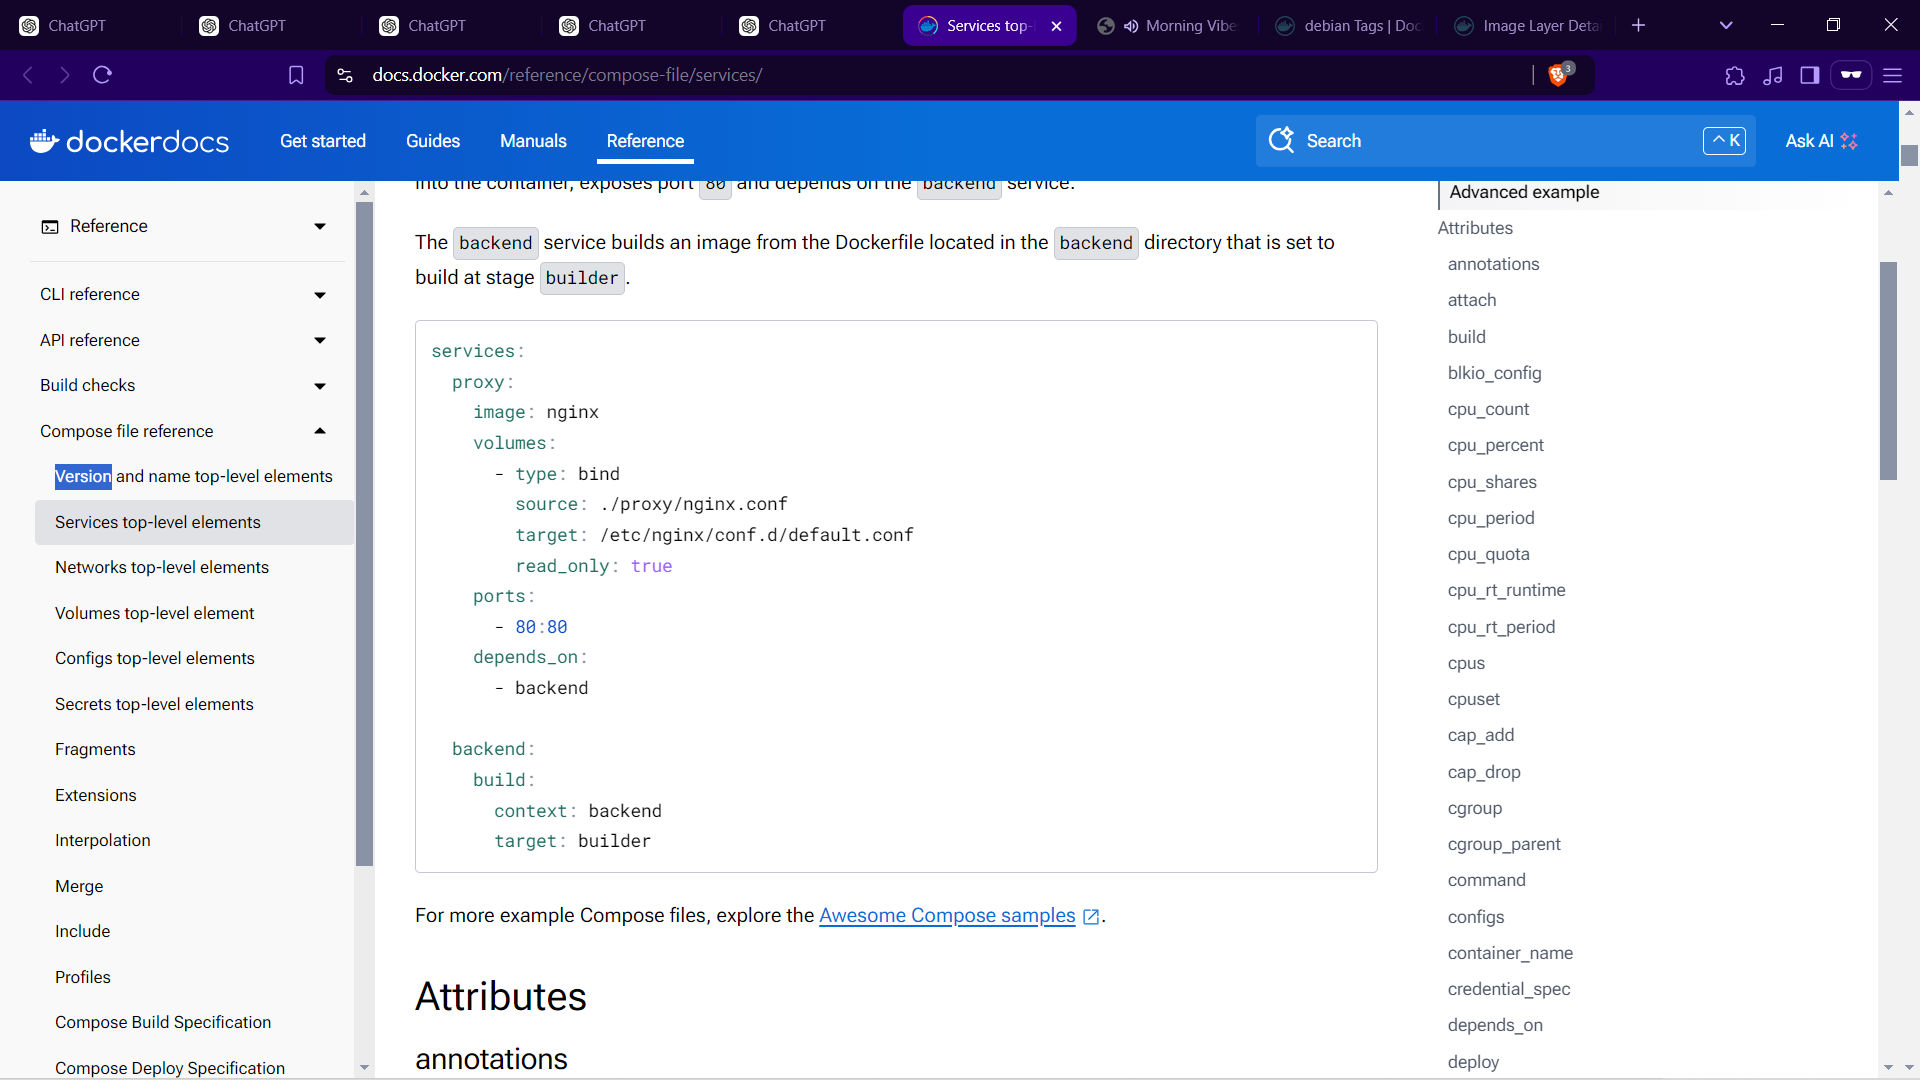 ChatGPT
ChatGPT
ChatGPT
ChatGPT
ChatGPT
Services top-
Morning Vibe
debian Tags | Doc
Image Layer Deta
docs.docker.com/reference/compose-file/services/
3
dockerdocs
Get started
Guides
Manuals
Reference
Search
^ K
Ask AI
Reference
CLI reference
API reference
Build checks
Compose file reference
Version and name top-level elements
Services top-level elements
Networks top-level elements
Volumes top-level element
Configs top-level elements
Secrets top-level elements
Fragments
Extensions
Interpolation
Merge
Include
Profiles
Compose Build Specification
Compose Deploy Specification
into the container, exposes port 80 and depends on the backend service.
The backend service builds an image from the Dockerfile located in the backend directory that is set to
build at stage builder.
services:
proxy:
image: nginx
volumes:
- type: bind
source: ./proxy/nginx.conf
target: /etc/nginx/conf.d/default.conf
read_only: true
ports:
- 80:80
depends_on:
- backend
backend:
build:
context: backend
target: builder
For more example Compose files, explore the Awesome Compose samples.
Attributes
annotations
Advanced example
Attributes
annotations
attach
build
blkio_config
cpu_count
cpu_percent
cpu_shares
cpu_period
cpu_quota
cpu_rt_runtime
cpu_rt_period
cpus
cpuset
cap_add
cap_drop
cgroup
cgroup_parent
command
configs
container_name
credential_spec
depends_on
deploy